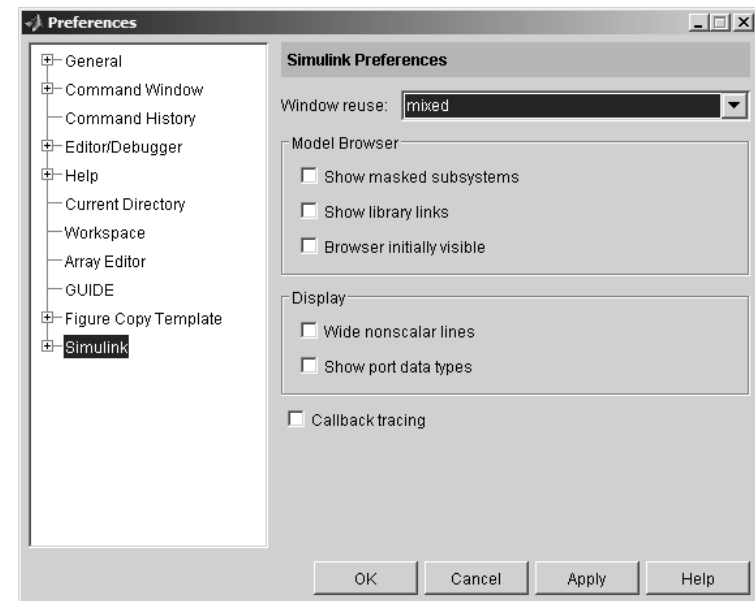 Preferences
General
Command Window
Command History
Editor/Debugger
Help
Current Directory
Workspace
Array Editor
GUIDE
Figure Copy Template
Simulink
Simulink Preferences
Window reuse: mixed
Model Browser
Show masked subsystems
Show library links
Browser initially visible
Display
Wide nonscalar lines
Show port data types
Callback tracing
OK Cancel Apply Help